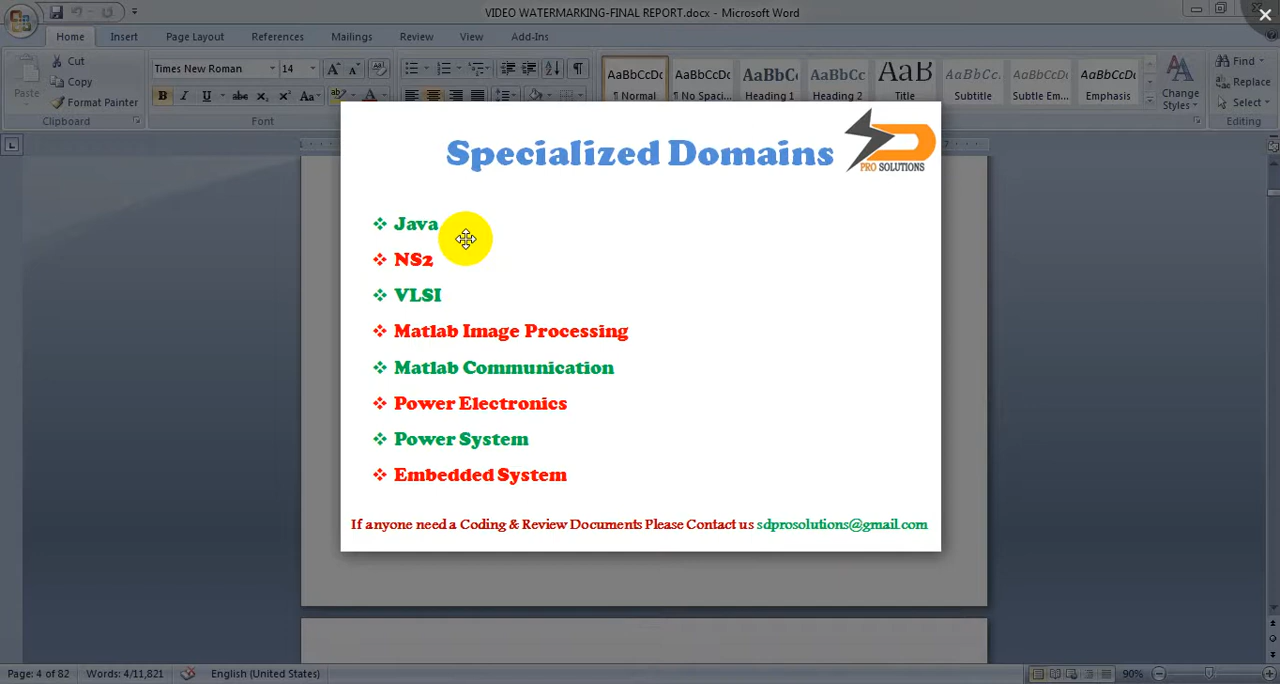 VIDEO WATERMARKING-FINAL REPORT.docx - Microsoft Word
Home Insert Page Layout References Mailings Review View Add-Ins
Paste
Cut
Copy
Format Painter
Clipboard
Times New Roman 14
Font
AaBbCcDc AaBbCcDc AaBbC AaBbCc AaB AaBbCc. AaBbCcDc AaBbCcDc
¶ Normal ¶ No Spaci... Heading 1 Heading 2 Title Subtitle Subtle Em... Emphasis
Change Styles
Find
Replace
Select
Editing
Specialized Domains
PRO SOLUTIONS
❖ Java
❖ NS2
❖ VLSI
❖ Matlab Image Processing
❖ Matlab Communication
❖ Power Electronics
❖ Power System
❖ Embedded System
If anyone need a Coding & Review Documents Please Contact us sdprosolutions@gmail.com
Page: 4 of 82 Words: 4/11,821 English (United States) 90%